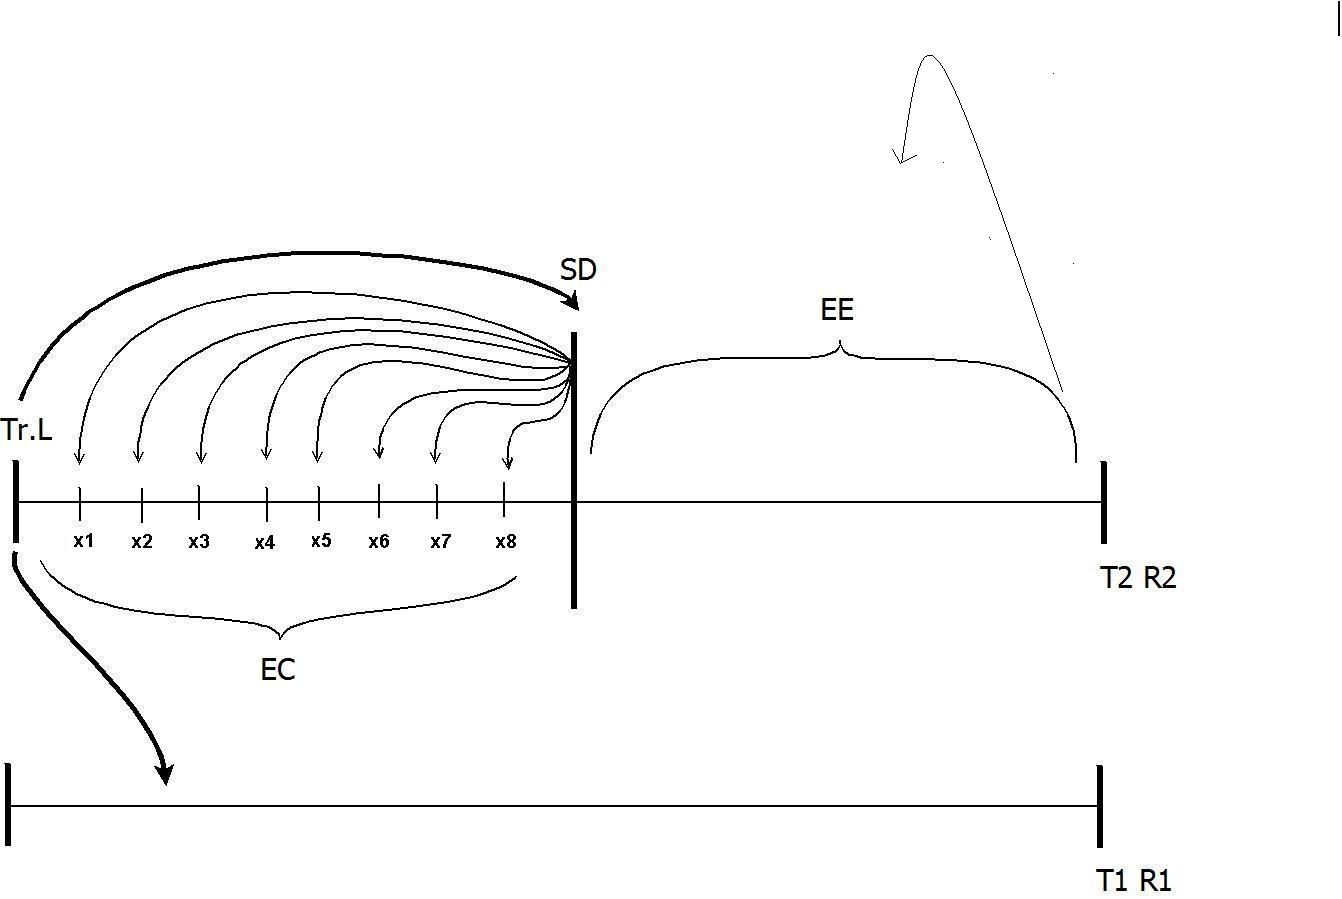 SD
EE
Tr.L
x1 x2 x3 x4 x5 x6 x7 x8
T2 R2
EC
T1 R1